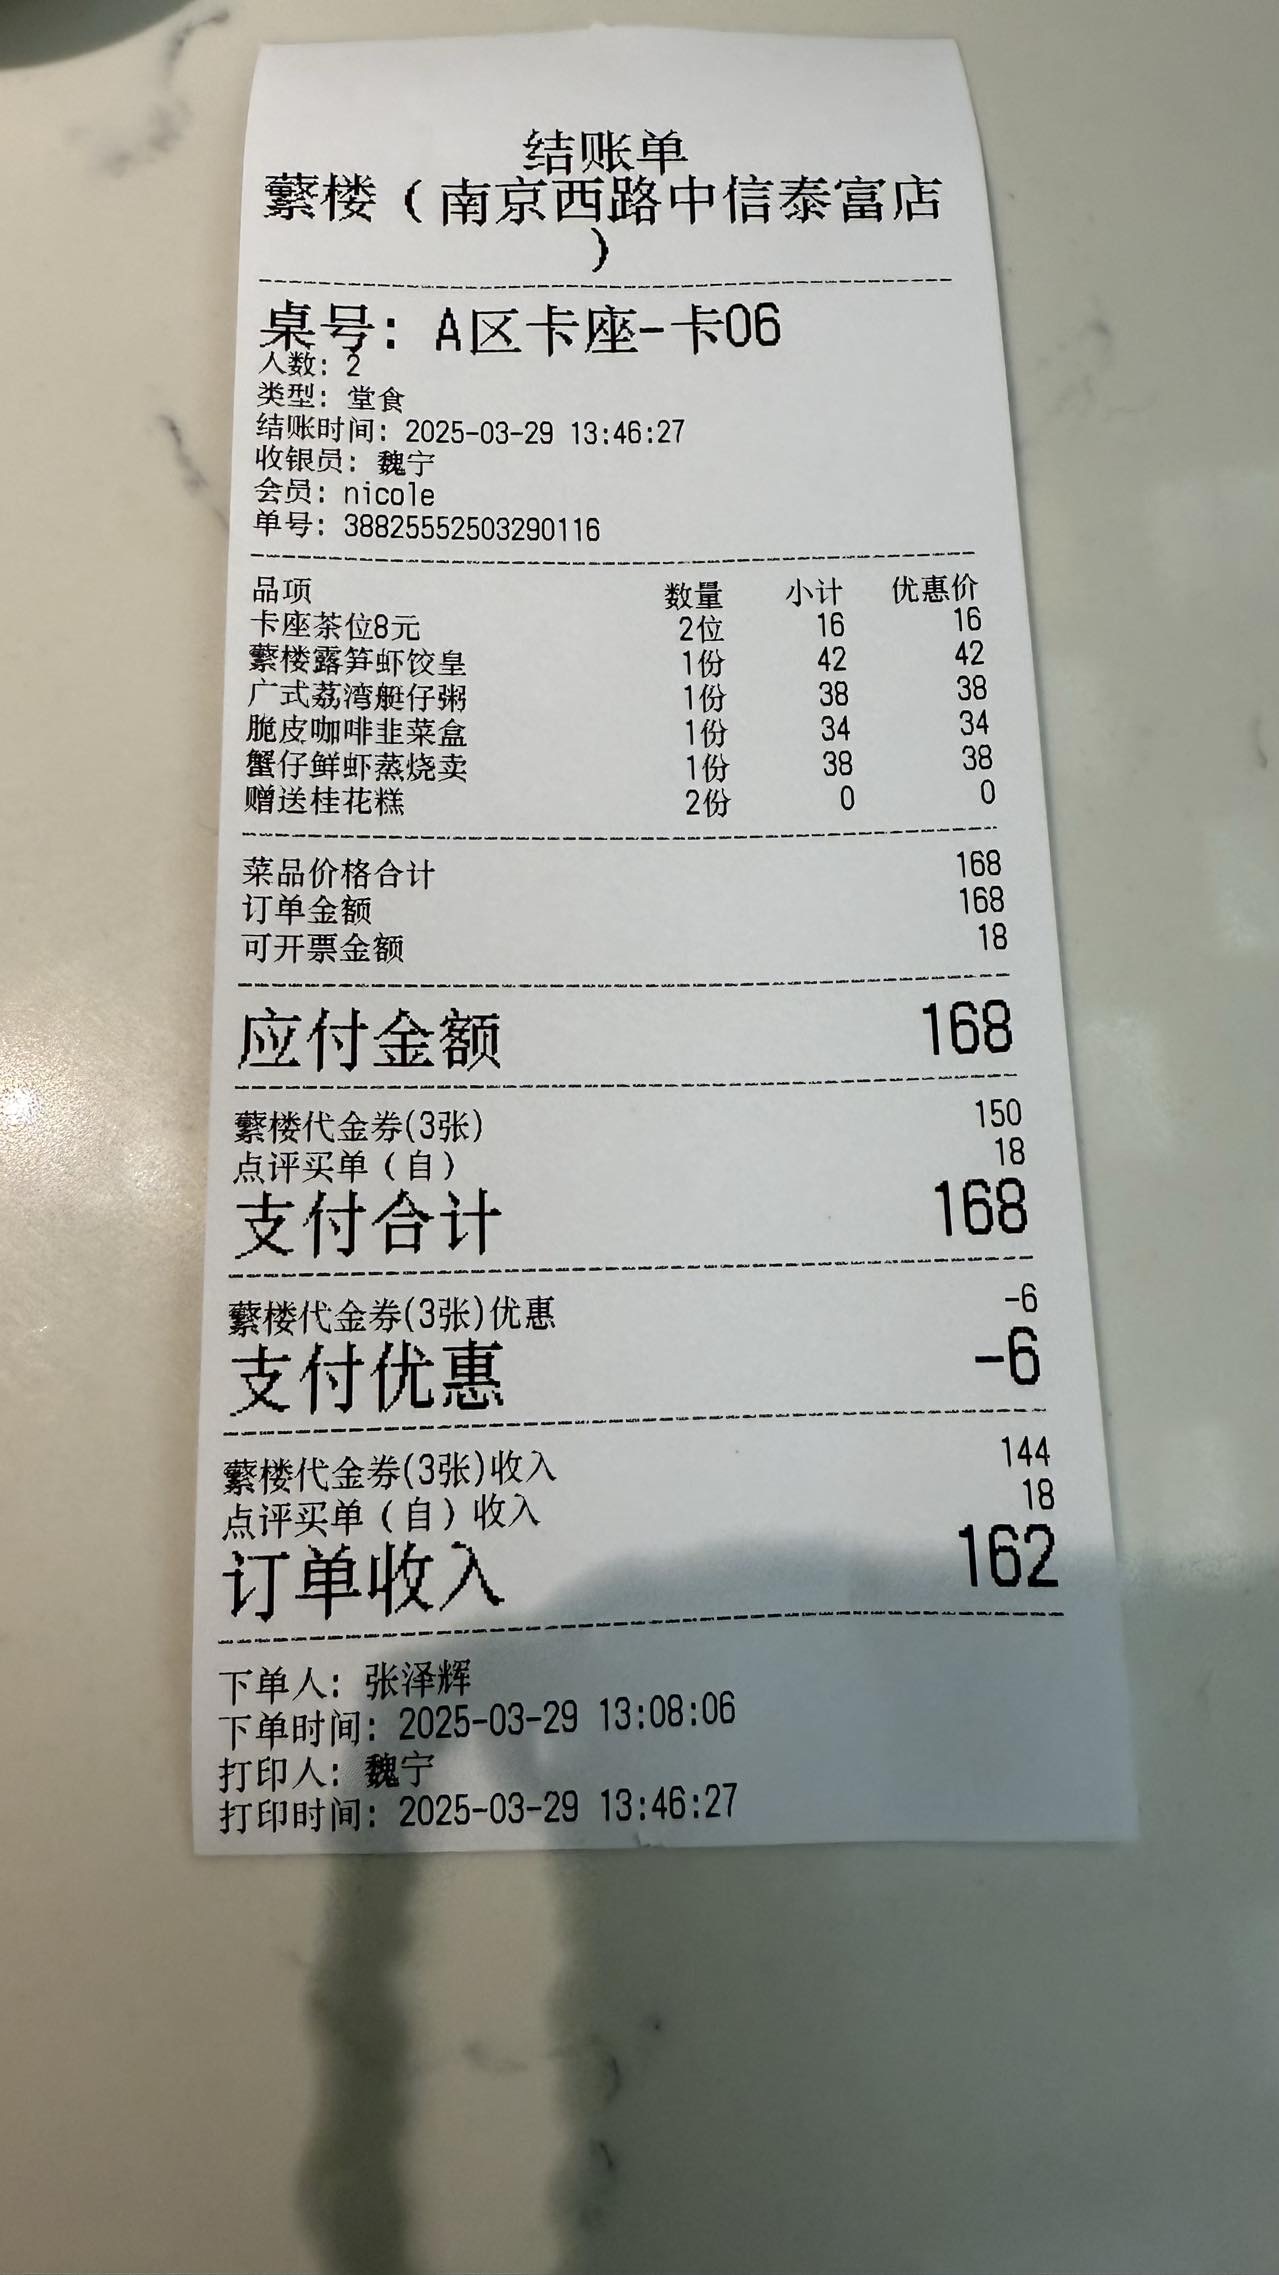 结账单
蘩楼（南京西路中信泰富店
）
桌号：A区卡座-卡06
人数：2
类型：堂食
结账时间：2025-03-29 13:46:27
收银员：魏宁
会员：nicole
单号：38825552503290116
品项 数量 小计 优惠价
卡座茶位8元 2位 16 16
蘩楼露笋虾饺皇 1份 42 42
广式荔湾艇仔粥 1份 38 38
脆皮咖啡韭菜盒 1份 34 34
蟹仔鲜虾蒸烧卖 1份 38 38
赠送桂花糕 2份 0 0
菜品价格合计 168
订单金额 168
可开票金额 18
应付金额 168
蘩楼代金券(3张) 150
点评买单（自） 18
支付合计 168
蘩楼代金券(3张)优惠 -6
支付优惠 -6
蘩楼代金券(3张)收入 144
点评买单（自）收入 18
订单收入 162
下单人：张泽辉
下单时间：2025-03-29 13:08:06
打印人：魏宁
打印时间：2025-03-29 13:46:27